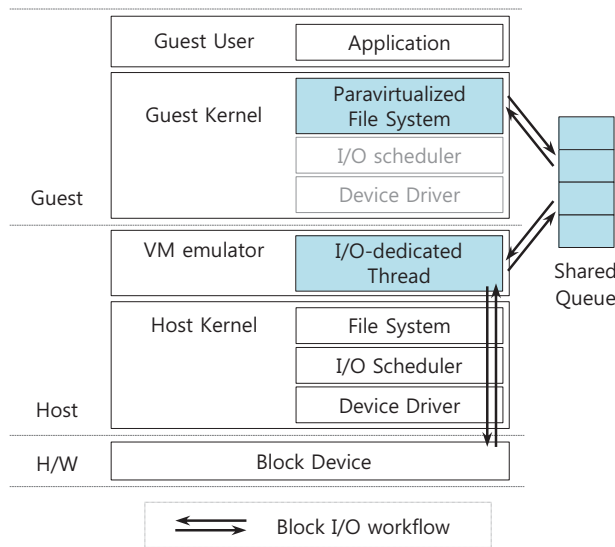 Guest User
Application
Guest Kernel
Paravirtualized
File System
I/O scheduler
Device Driver
Guest
VM emulator
I/O-dedicated
Thread
Shared
Queue
Host Kernel
File System
I/O Scheduler
Device Driver
Host
H/W
Block Device
Block I/O workflow